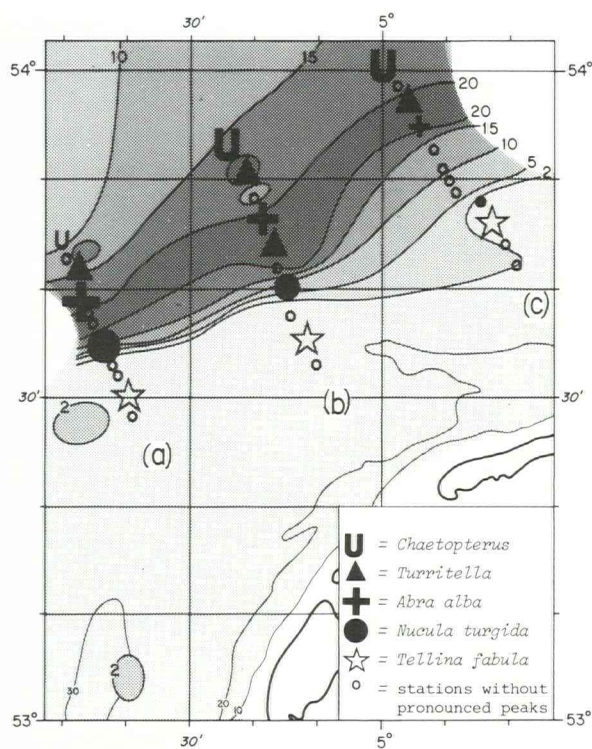 30′ 5°
54° 10 15 54°
20
20
15
10
5
2
(c)
(b)
30′ 30′
2
(a)
U = Chaetopterus
= Turritella
= Abra alba
= Nucula turgida
= Tellina fabula
= stations without
pronounced peaks
2
30 20 10
53° 53°
30′ 5°